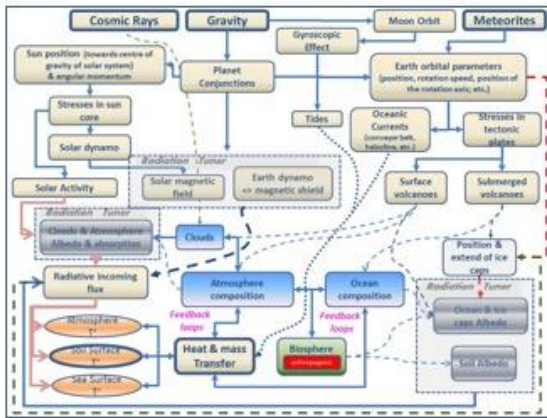 Cosmic Rays
Gravity
Moon Orbit
Meteorites
Sun position (towards centre of
gravity of solar system)
& angular momentum
Gyroscopic
Effect
Planet
Conjunctions
Earth orbital parameters
(position, rotation speed, position of
the rotation axis; etc.)
Stresses in sun
core
Tides
Oceanic
Currents
(conveyor belt,
halocline, etc.)
Stresses in
tectonic
plates
Solar dynamo
Radiation Tuner
Solar magnetic
field
Earth dynamo
=> magnetic shield
Solar Activity
Surface
volcanoes
Submerged
volcanoes
Radiation Tuner
Clouds & Atmosphere
Albedo & absorption
Clouds
Position &
extend of ice
caps
Radiative incoming
flux
Atmosphere
composition
Ocean
composition
Radiation Tuner
Feedback
loops
Feedback
loops
Ocean & Ice
caps Albedo
Atmosphere
T°
Soil Surface
T°
Heat & mass
Transfer
Biosphere
Soil Albedo
Sea Surface
T°